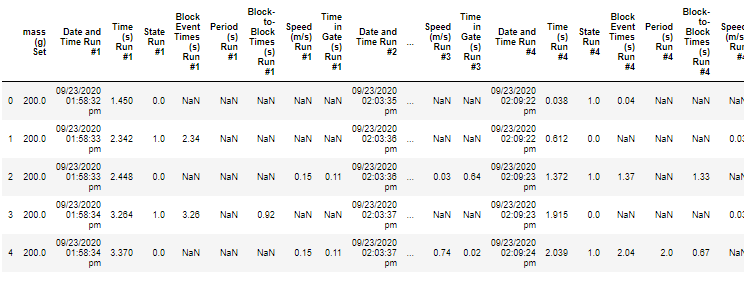 mass (g) Set
Date and Time Run #1
Time (s) Run #1
State Run #1
Block Event Times (s) Run #1
Period (s) Run #1
Block-to-Block Times (s) Run #1
Speed (m/s) Run #1
Time in Gate (s) Run #1
Date and Time Run #2
...
Speed (m/s) Run #3
Time in Gate (s) Run #3
Date and Time Run #4
Time (s) Run #4
State Run #4
Block Event Times (s) Run #4
Period (s) Run #4
Block-to-Block Times (s) Run #4
0 200.0 09/23/2020 01:58:32 pm 1.450 0.0 NaN NaN NaN NaN NaN 09/23/2020 02:03:35 pm ... NaN NaN 09/23/2020 02:09:22 pm 0.038 1.0 0.04 NaN NaN
1 200.0 09/23/2020 01:58:33 pm 2.342 1.0 2.34 NaN NaN NaN NaN 09/23/2020 02:03:36 pm ... NaN NaN 09/23/2020 02:09:22 pm 0.612 0.0 NaN NaN NaN
2 200.0 09/23/2020 01:58:33 pm 2.448 0.0 NaN NaN NaN 0.15 0.11 09/23/2020 02:03:36 pm ... 0.03 0.64 09/23/2020 02:09:23 pm 1.372 1.0 1.37 NaN 1.33
3 200.0 09/23/2020 01:58:34 pm 3.264 1.0 3.26 NaN 0.92 NaN NaN 09/23/2020 02:03:37 pm ... NaN NaN 09/23/2020 02:09:23 pm 1.915 0.0 NaN NaN NaN
4 200.0 09/23/2020 01:58:34 pm 3.370 0.0 NaN NaN NaN 0.15 0.11 09/23/2020 02:03:37 pm ... 0.74 0.02 09/23/2020 02:09:24 pm 2.039 1.0 2.04 2.0 0.67